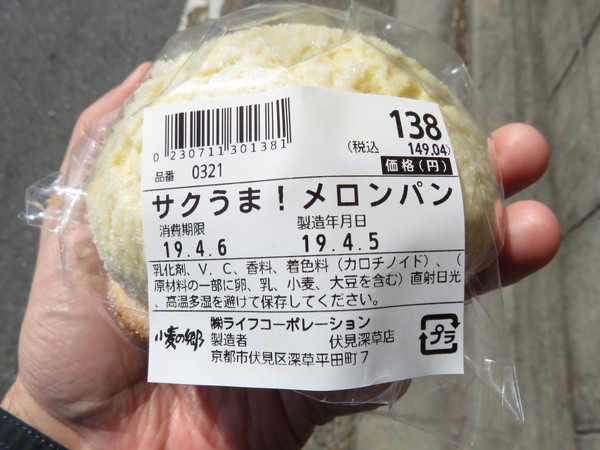 138
(税込 149.04)
価格(円)
0 230711 301381
品番 0321
サクうま!メロンパン
消費期限 製造年月日
19.4.6 19.4.5
乳化剤、V.C、香料、着色料(カロチノイド)、(
原材料の一部に卵、乳、小麦、大豆を含む)直射日光
、高温多湿を避けて保存してください。
㈱ライフコーポレーション
小麦の郷 製造者 伏見深草店
京都市伏見区深草平田町7
プラ